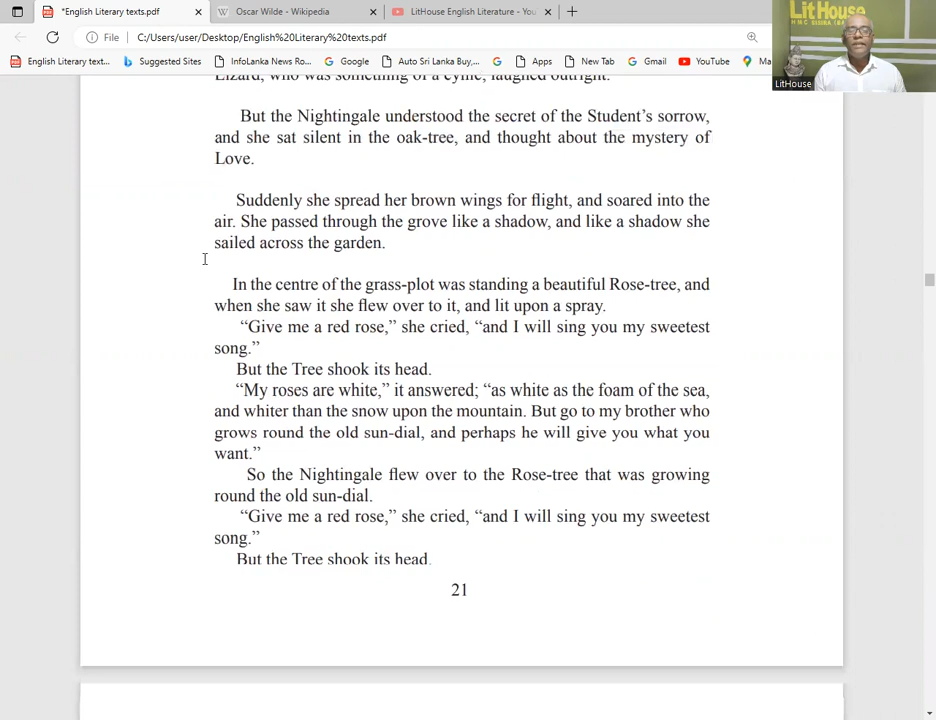 *English Literary texts.pdf
Oscar Wilde - Wikipedia
LitHouse English Literature - You
File C:/Users/user/Desktop/English%20Literary%20texts.pdf
English Literary text...
Suggested Sites
InfoLanka News Ro...
Google
Auto Sri Lanka Buy,...
Apps
New Tab
Gmail
YouTube
Ma
LitHouse
LitHouse
Lizard, who was something of a cynic, laughed outright.
But the Nightingale understood the secret of the Student’s sorrow,
and she sat silent in the oak-tree, and thought about the mystery of
Love.
Suddenly she spread her brown wings for flight, and soared into the
air. She passed through the grove like a shadow, and like a shadow she
sailed across the garden.
In the centre of the grass-plot was standing a beautiful Rose-tree, and
when she saw it she flew over to it, and lit upon a spray.
“Give me a red rose,” she cried, “and I will sing you my sweetest
song.”
But the Tree shook its head.
“My roses are white,” it answered; “as white as the foam of the sea,
and whiter than the snow upon the mountain. But go to my brother who
grows round the old sun-dial, and perhaps he will give you what you
want.”
So the Nightingale flew over to the Rose-tree that was growing
round the old sun-dial.
“Give me a red rose,” she cried, “and I will sing you my sweetest
song.”
But the Tree shook its head.
21